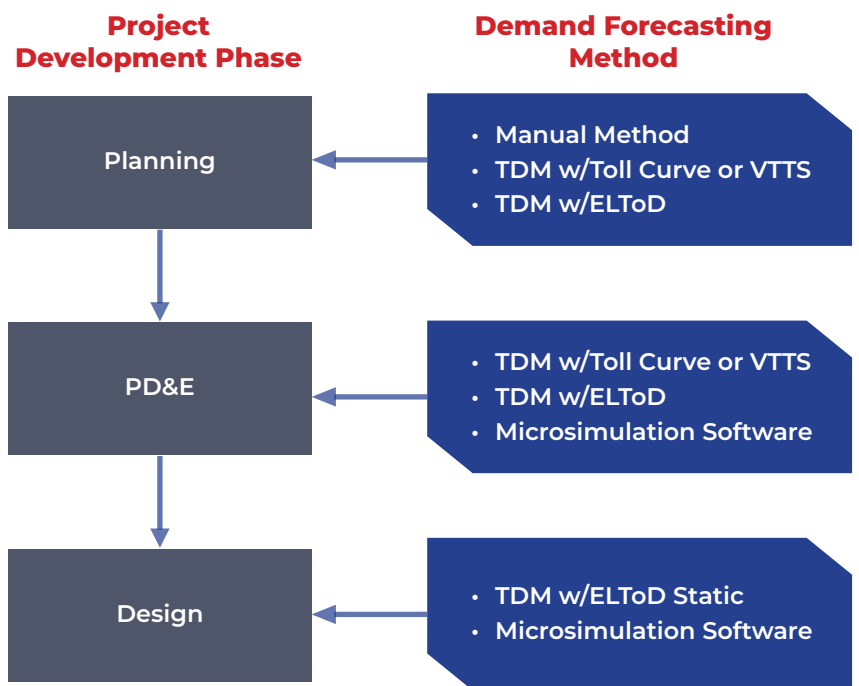 Project
Development Phase
Demand Forecasting
Method
Planning
• Manual Method
• TDM w/Toll Curve or VTTS
• TDM w/ELToD
PD&E
• TDM w/Toll Curve or VTTS
• TDM w/ELToD
• Microsimulation Software
Design
• TDM w/ELToD Static
• Microsimulation Software